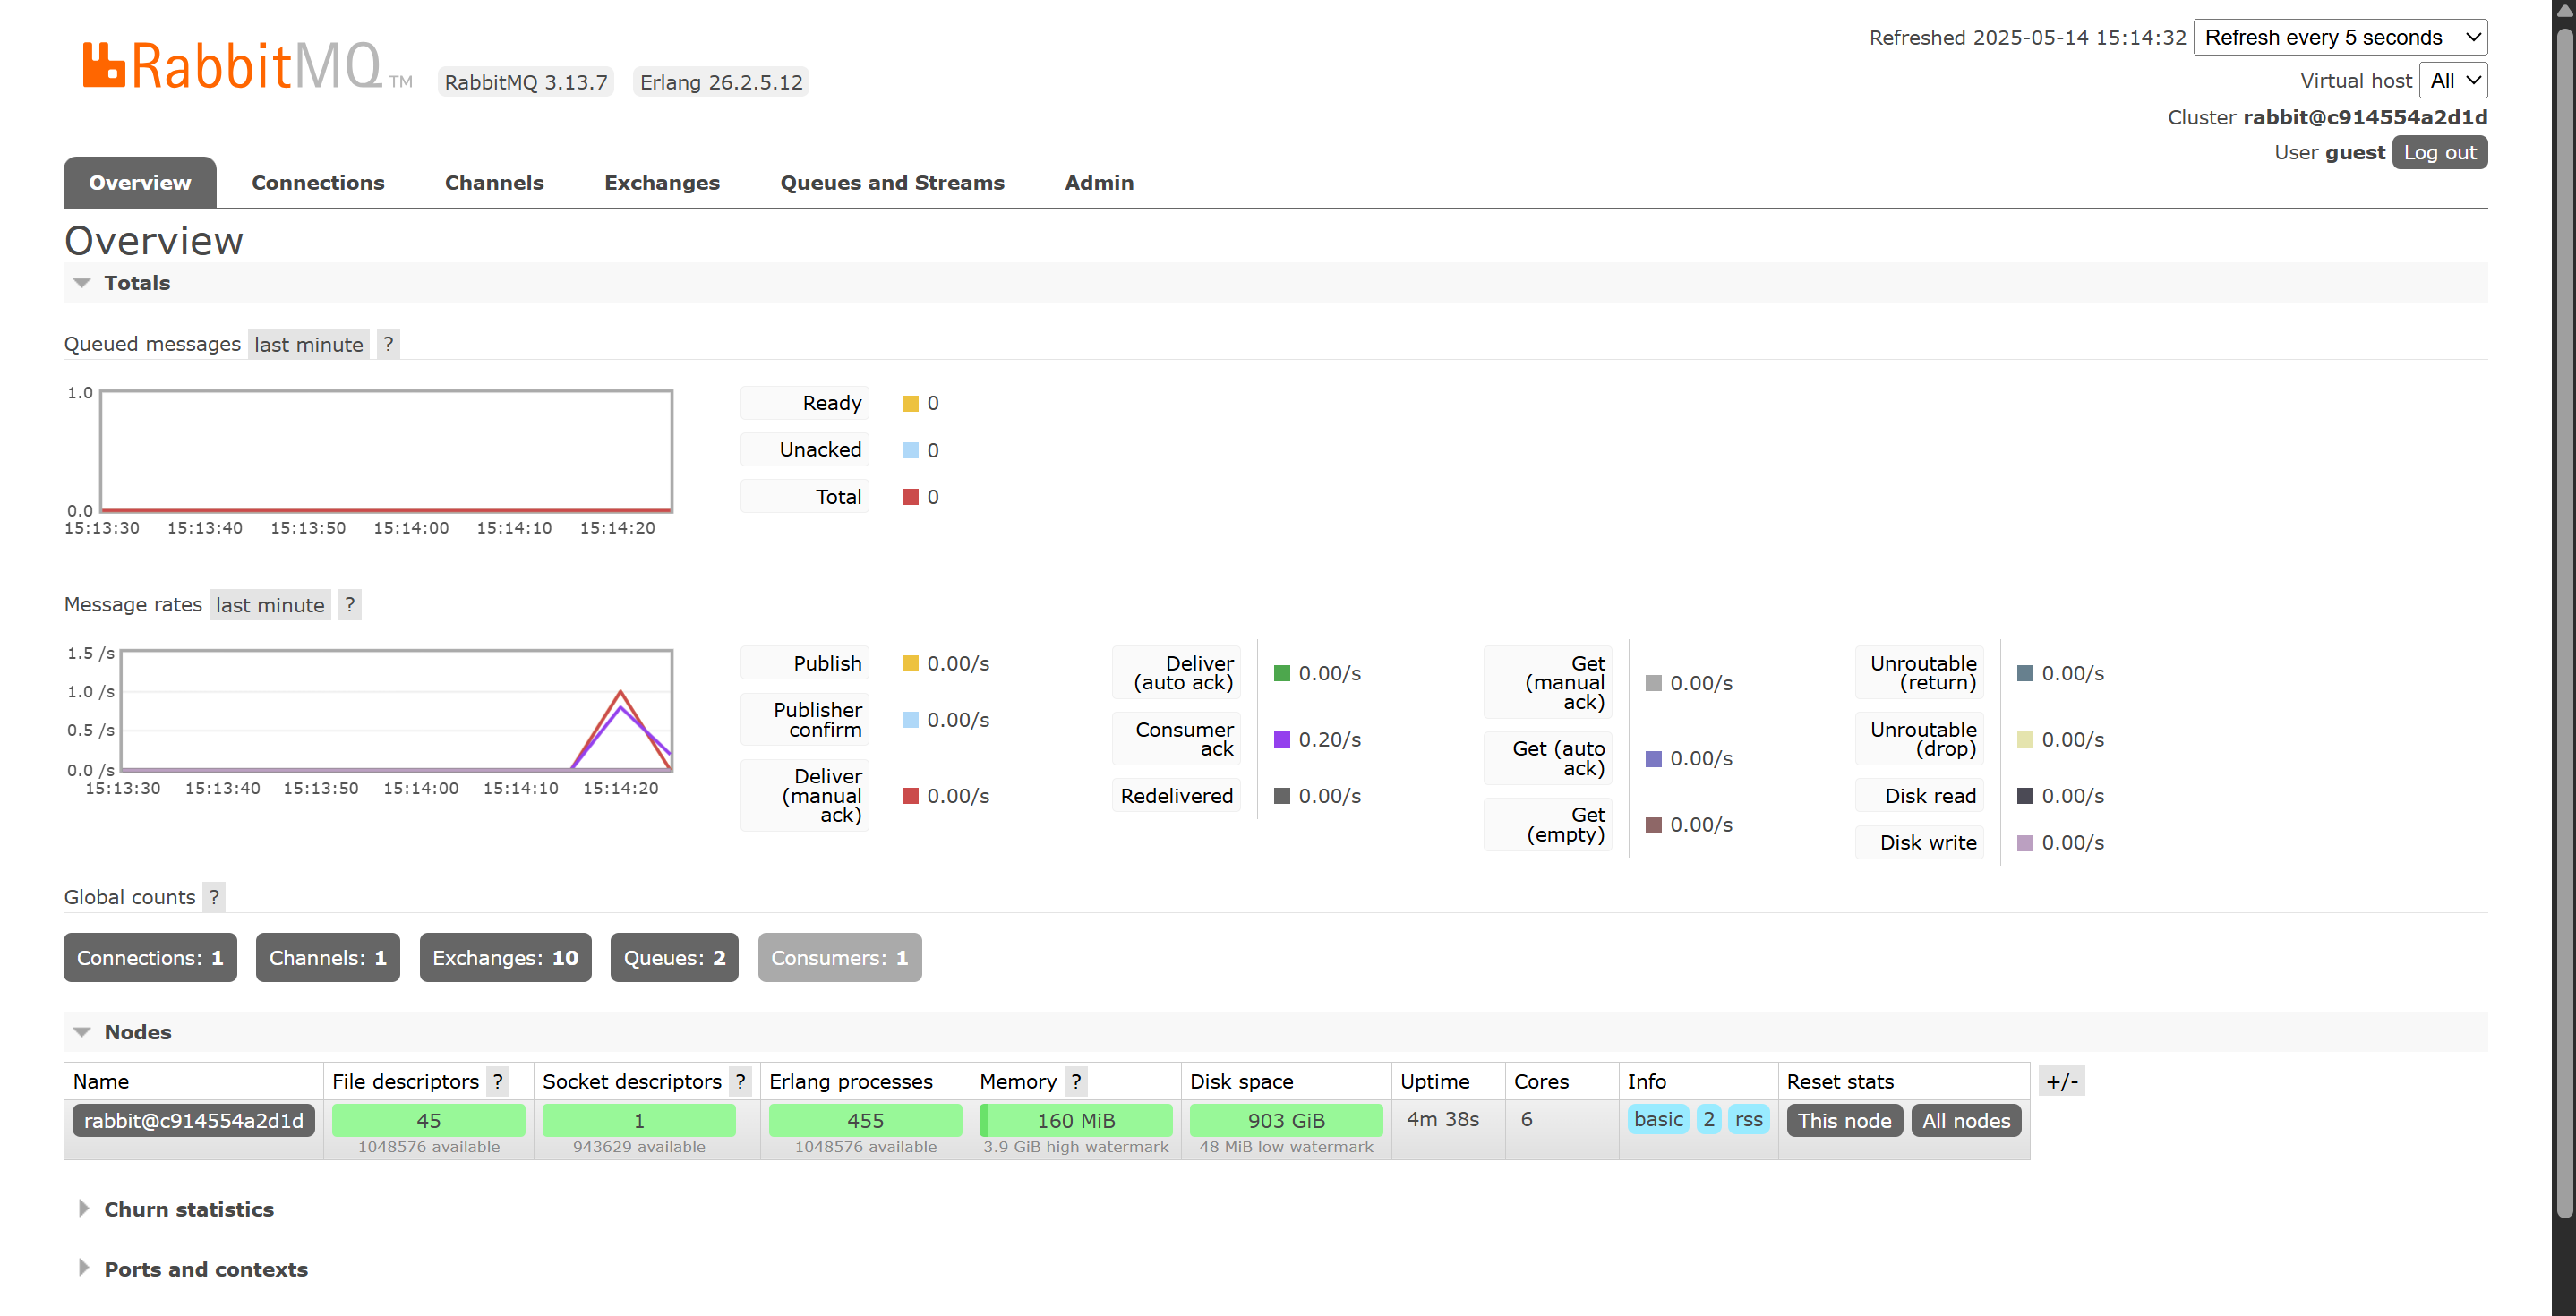 RabbitMQ TM RabbitMQ 3.13.7 Erlang 26.2.5.12
Refreshed 2025-05-14 15:14:32 Refresh every 5 seconds
Virtual host All
Cluster rabbit@c914554a2d1d
User guest Log out
Overview Connections Channels Exchanges Queues and Streams Admin
Overview
Totals
Queued messages last minute ?
1.0
0.0
15:13:30 15:13:40 15:13:50 15:14:00 15:14:10 15:14:20
Ready 0
Unacked 0
Total 0
Message rates last minute ?
1.5 /s
1.0 /s
0.5 /s
0.0 /s
15:13:30 15:13:40 15:13:50 15:14:00 15:14:10 15:14:20
Publish 0.00/s
Publisher
confirm 0.00/s
Deliver
(manual
ack) 0.00/s
Deliver
(auto ack) 0.00/s
Consumer
ack 0.20/s
Redelivered 0.00/s
Get
(manual
ack) 0.00/s
Get (auto
ack) 0.00/s
Get
(empty) 0.00/s
Unroutable
(return) 0.00/s
Unroutable
(drop) 0.00/s
Disk read 0.00/s
Disk write 0.00/s
Global counts ?
Connections: 1 Channels: 1 Exchanges: 10 Queues: 2 Consumers: 1
Nodes
Name File descriptors ? Socket descriptors ? Erlang processes Memory ? Disk space Uptime Cores Info Reset stats +/-
rabbit@c914554a2d1d 45 1 455 160 MiB 903 GiB 4m 38s 6 basic 2 rss This node All nodes
1048576 available 943629 available 1048576 available 3.9 GiB high watermark 48 MiB low watermark
Churn statistics
Ports and contexts